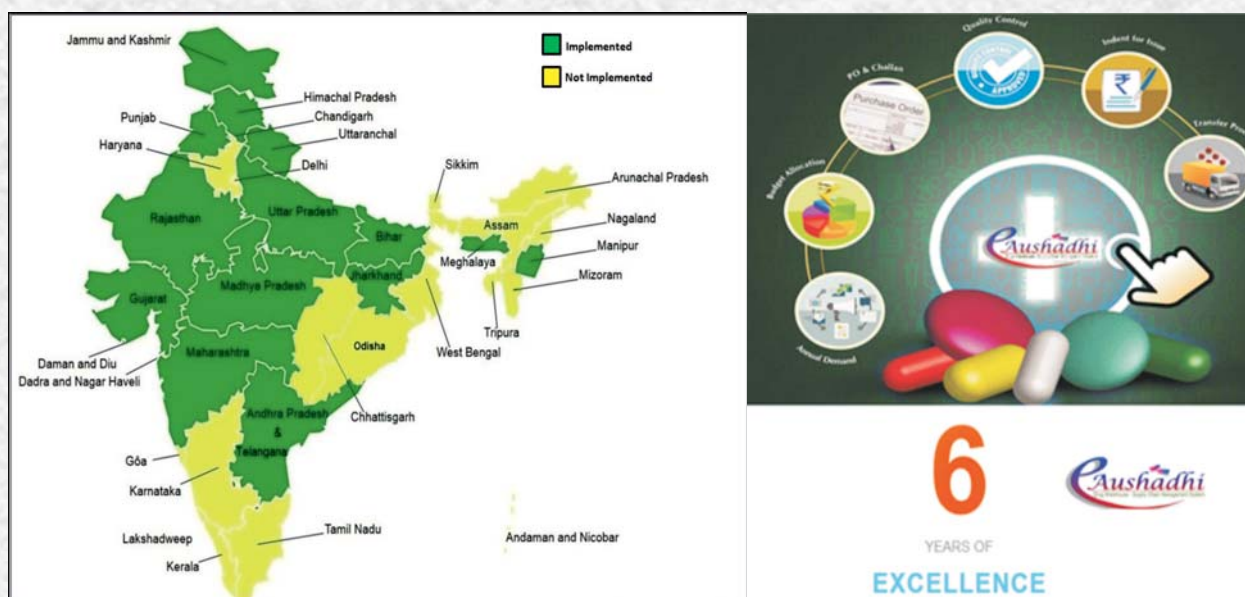 Jammu and Kashmir
Implemented
Not Implemented
Himachal Pradesh
Chandigarh
Punjab
Uttaranchal
Haryana
Delhi
Sikkim
Arunachal Pradesh
Rajasthan
Uttar Pradesh
Nagaland
Assam
Bihar
Manipur
Meghalaya
Jharkhand
Mizoram
Madhya Pradesh
Gujarat
Tripura
Odisha
West Bengal
Maharashtra
Daman and Diu
Dadra and Nagar Haveli
Chhattisgarh
Andhra Pradesh
&
Telangana
Gôa
Karnataka
Tamil Nadu
Lakshadweep
Andaman and Nicobar
Kerala
Quality Control
Indent for Issue
PO & Challan
APPROVED
Purchase Order
₹
Budget Allocation
eAushadhi
Annual Demand
6
eAushadhi
YEARS OF
EXCELLENCE